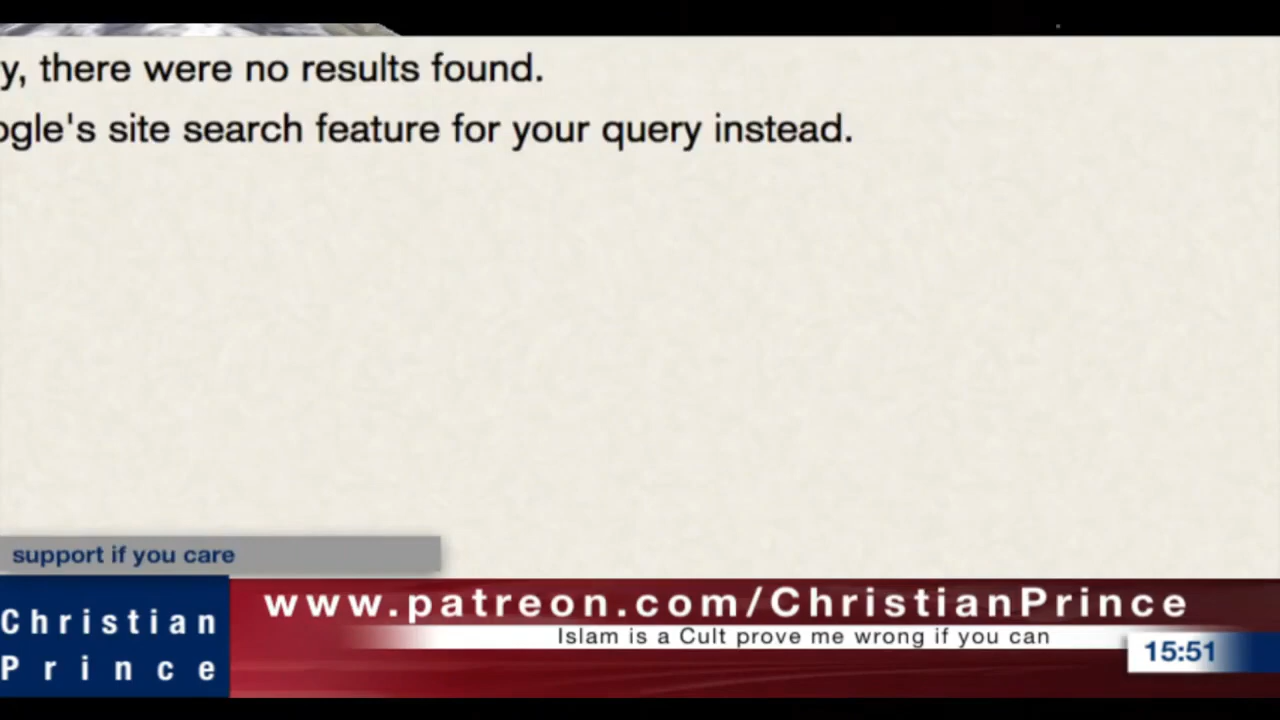 y, there were no results found.
ogle's site search feature for your query instead.
support if you care
Christian
Prince
www.patreon.com/ChristianPrince
Islam is a Cult prove me wrong if you can
15:51